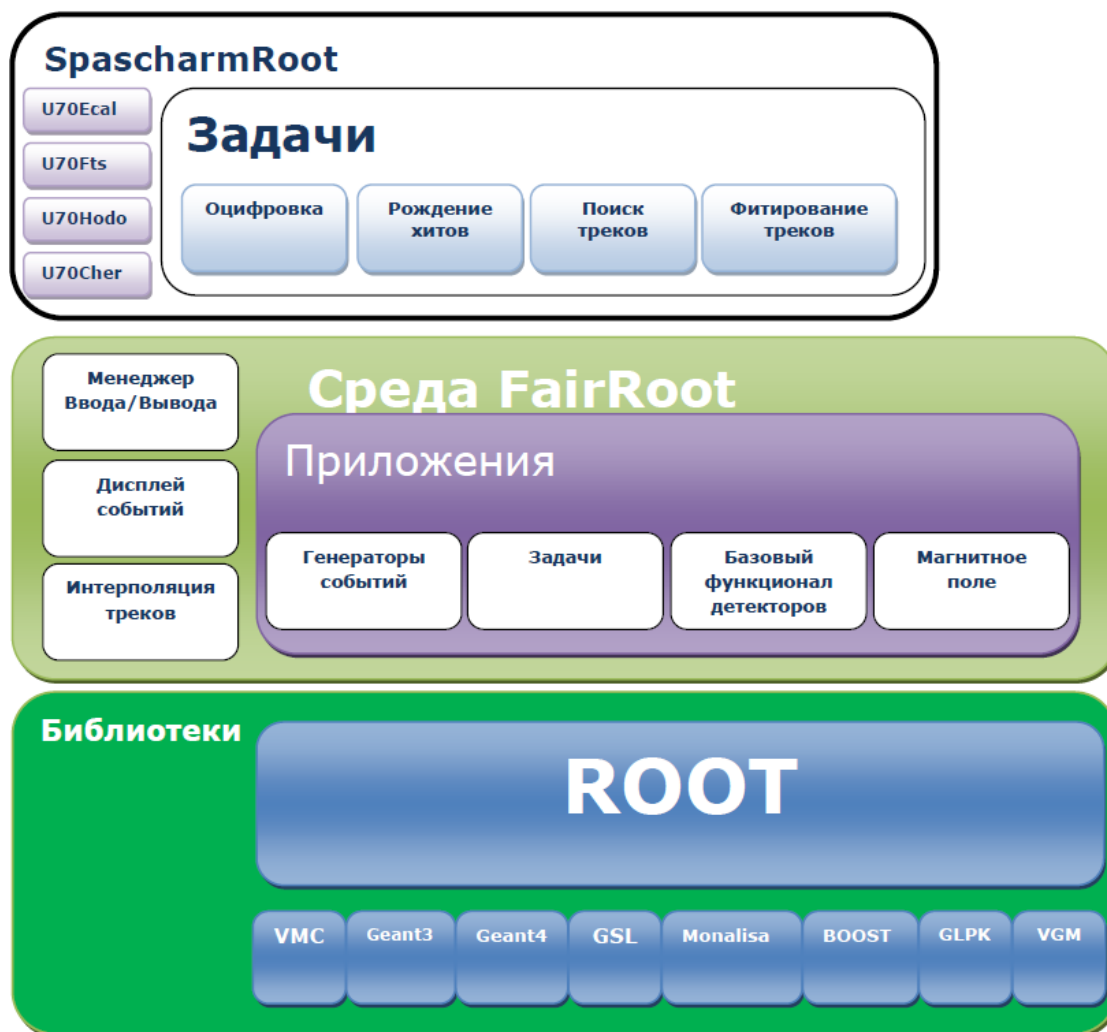 SpascharmRoot
U70Ecal
U70Fts
U70Hodo
U70Cher
Задачи
Оцифровка
Рождение
хитов
Поиск
треков
Фитирование
треков
Среда FairRoot
Менеджер
Ввода/Вывода
Дисплей
событий
Интерполяция
треков
Приложения
Генераторы
событий
Задачи
Базовый
функционал
детекторов
Магнитное
поле
Библиотеки
ROOT
VMC
Geant3
Geant4
GSL
Monalisa
BOOST
GLPK
VGM